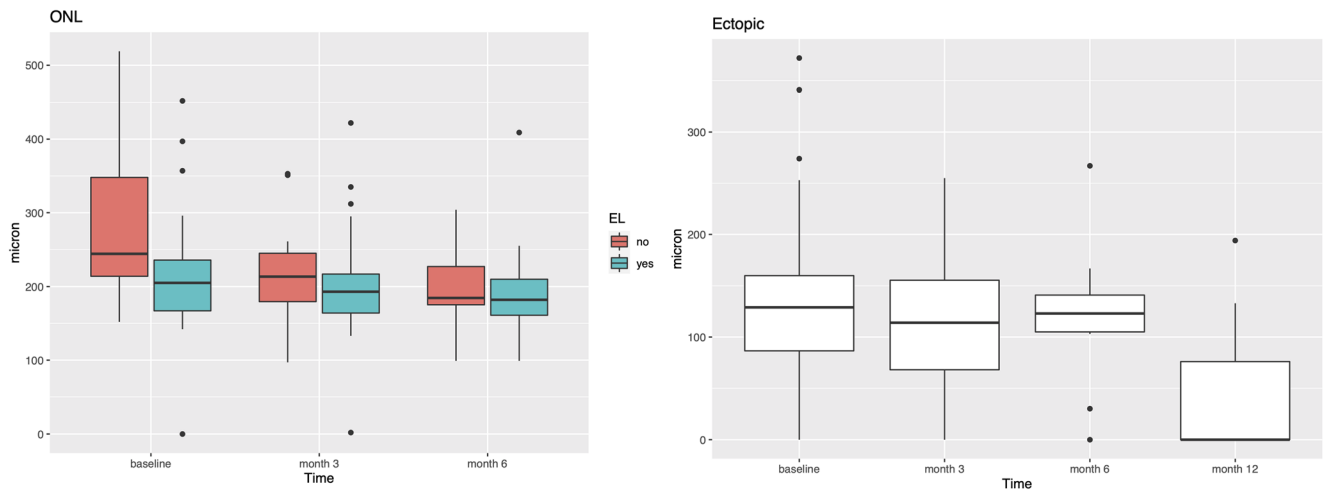 ONL
500
400
300
200
100
0
micron
baseline month 3 month 6
Time
EL
no
yes
Ectopic
300
200
100
0
micron
baseline month 3 month 6 month 12
Time